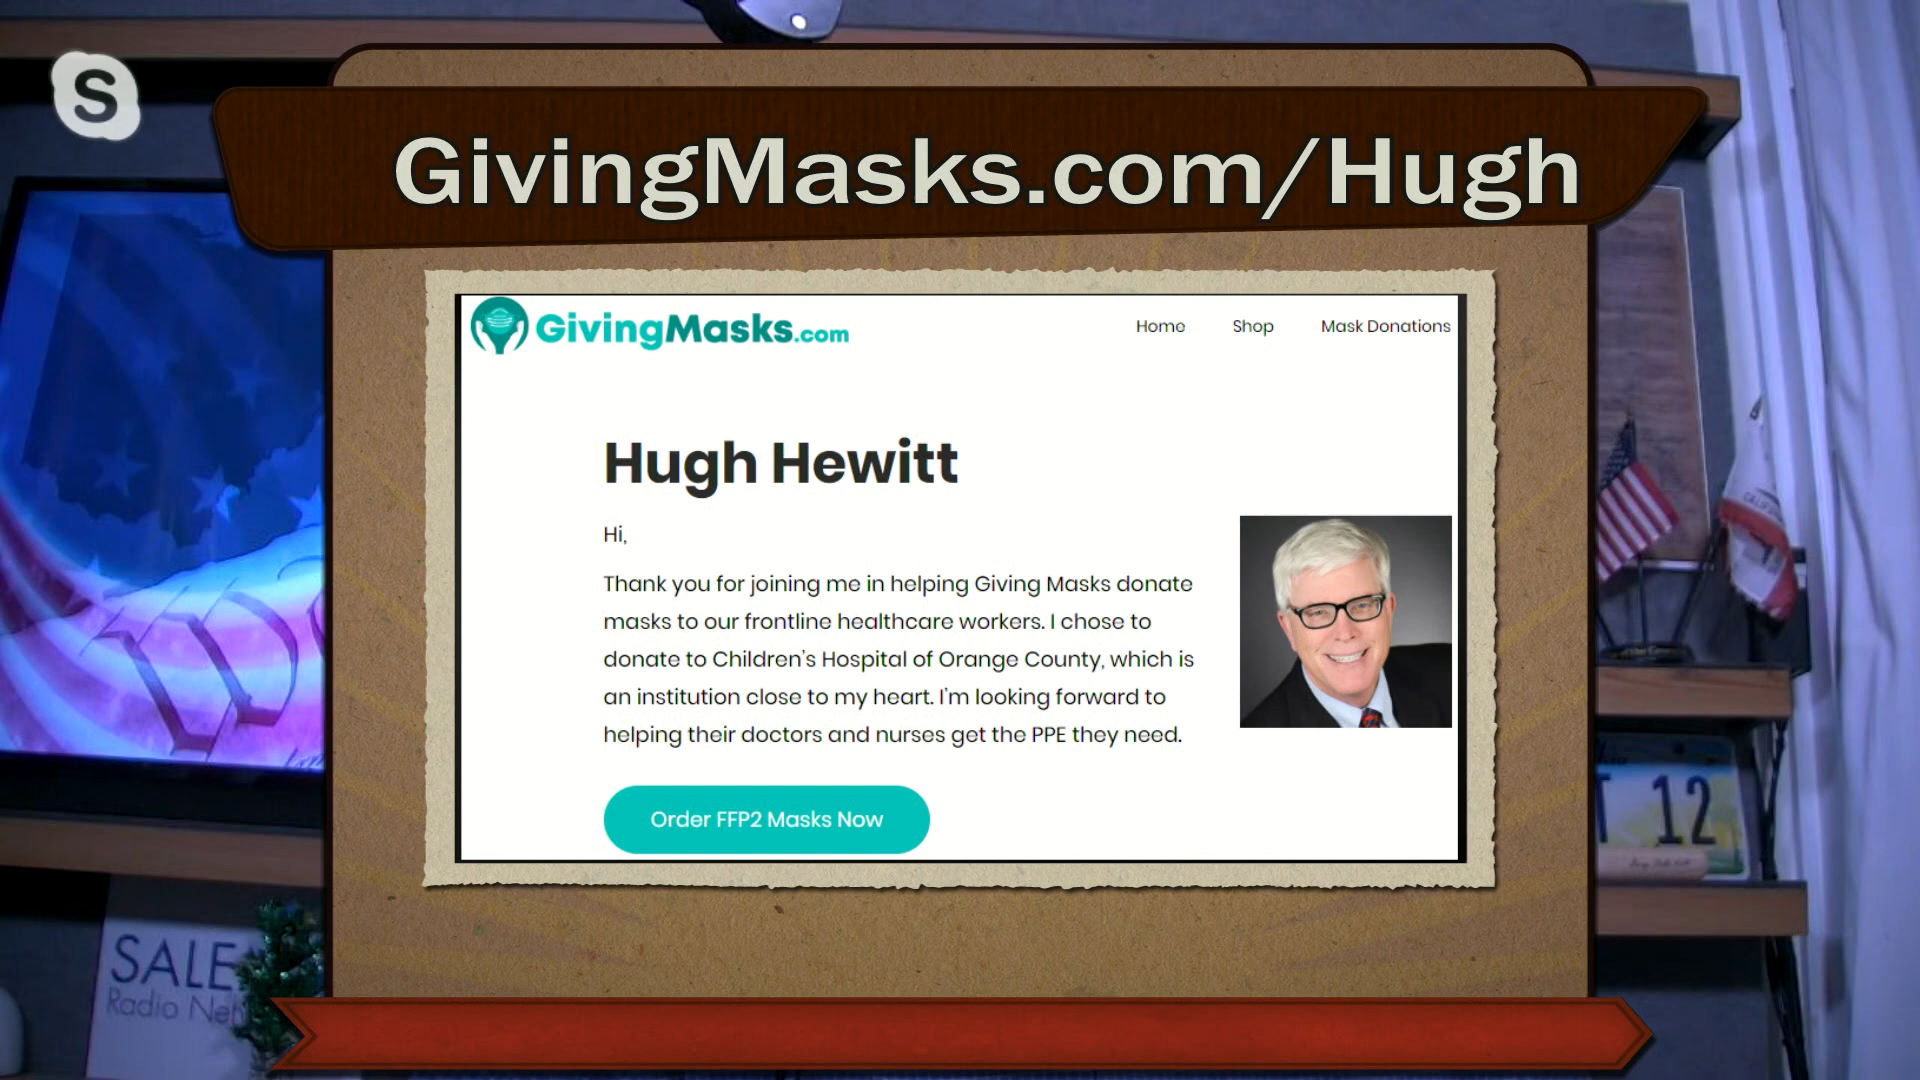 S
GivingMasks.com/Hugh
GivingMasks.com
Home Shop Mask Donations
Hugh Hewitt
Hi,
Thank you for joining me in helping Giving Masks donate
masks to our frontline healthcare workers. I chose to
donate to Children's Hospital of Orange County, which is
an institution close to my heart. I'm looking forward to
helping their doctors and nurses get the PPE they need.
Order FFP2 Masks Now
T 12
SALE
Radio Net